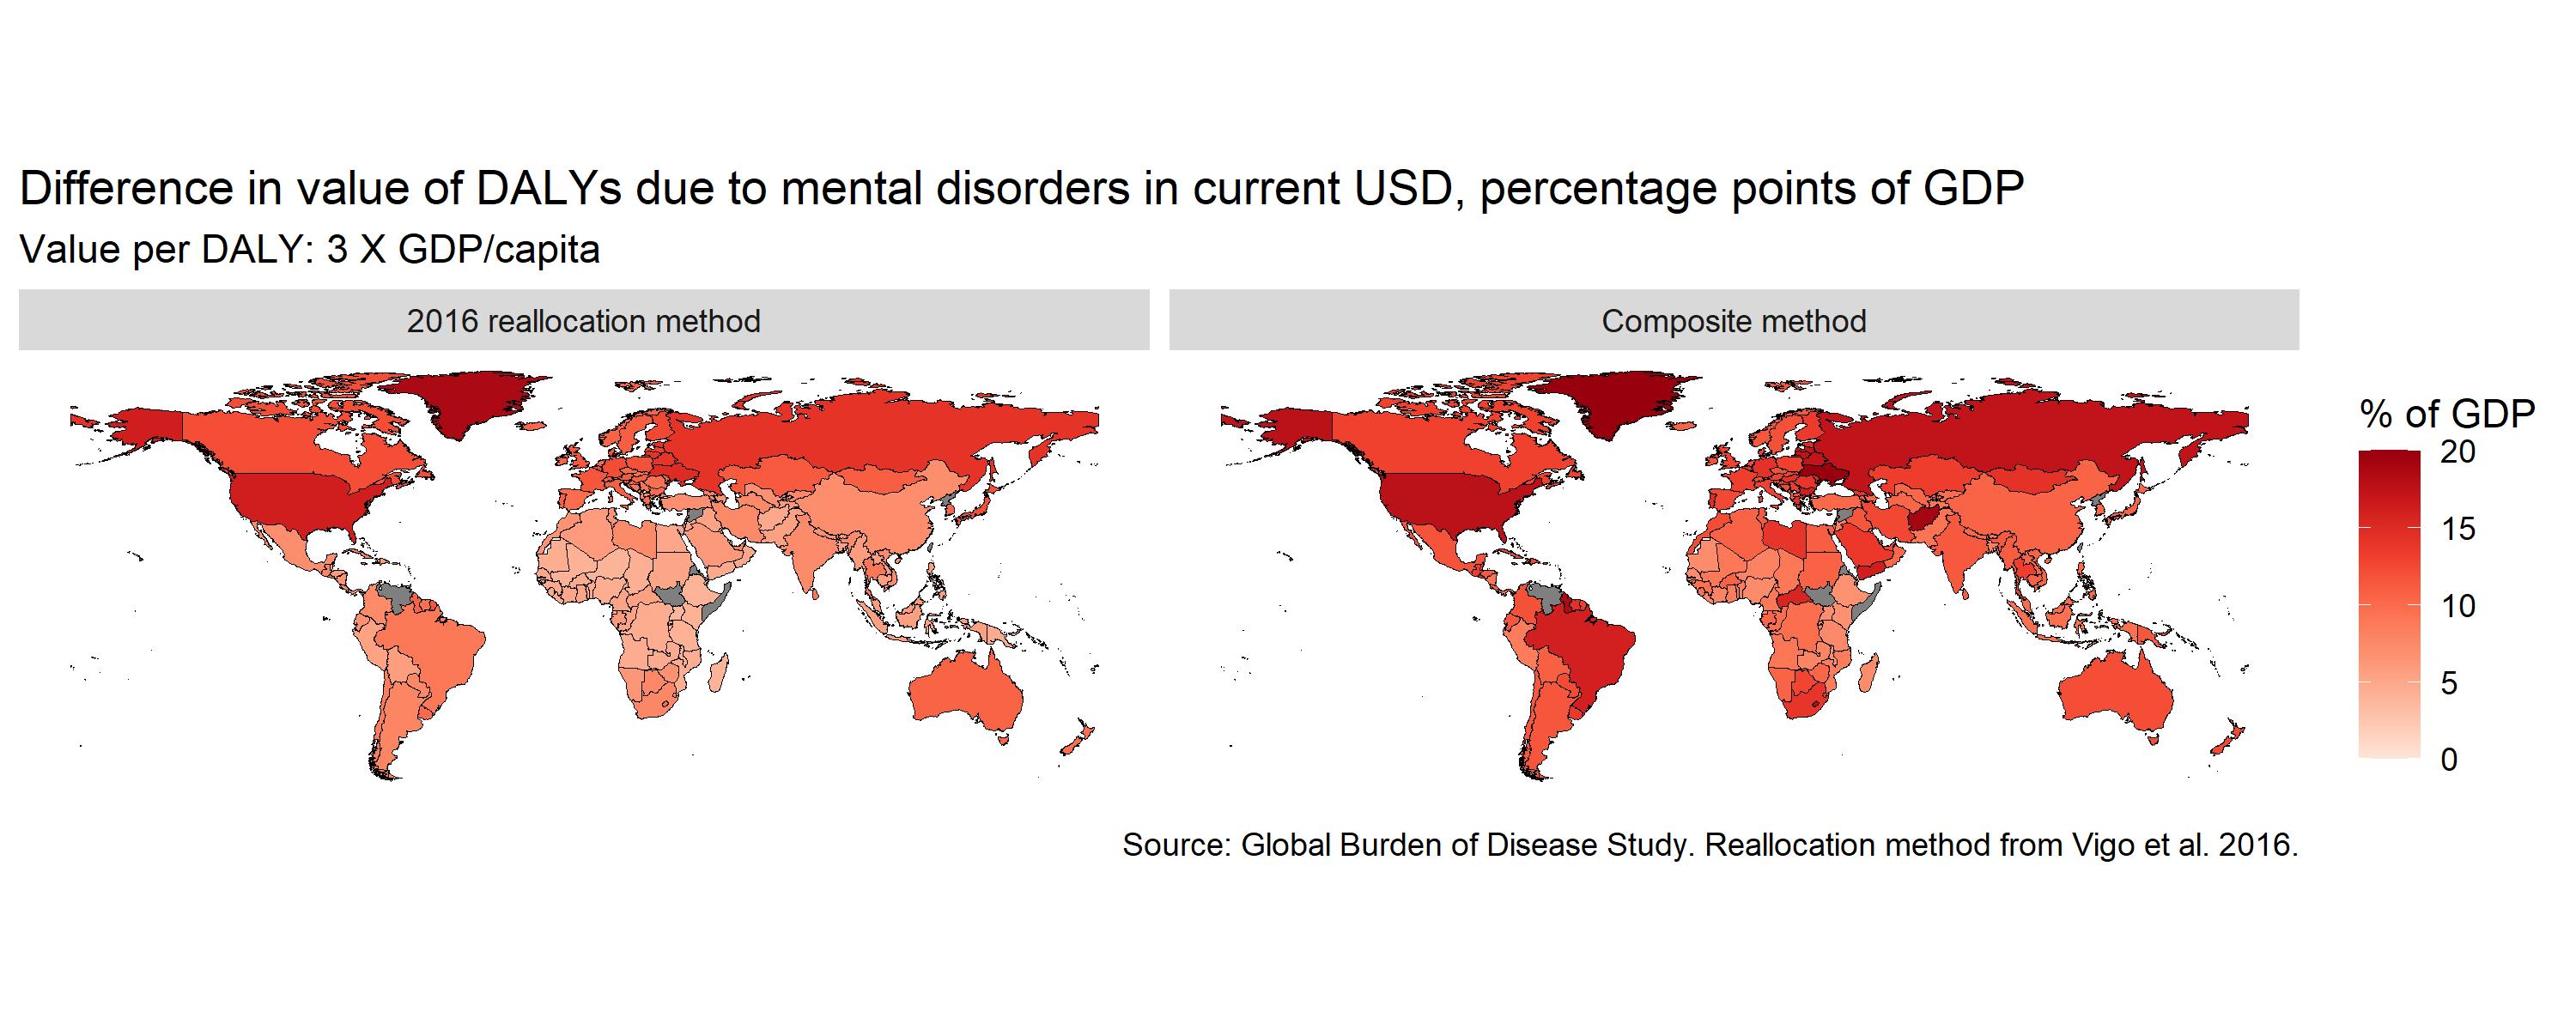 Difference in value of DALYs due to mental disorders in current USD, percentage points of GDP
Value per DALY: 3 X GDP/capita
2016 reallocation method
Composite method
% of GDP
20
15
10
5
0
Source: Global Burden of Disease Study. Reallocation method from Vigo et al. 2016.